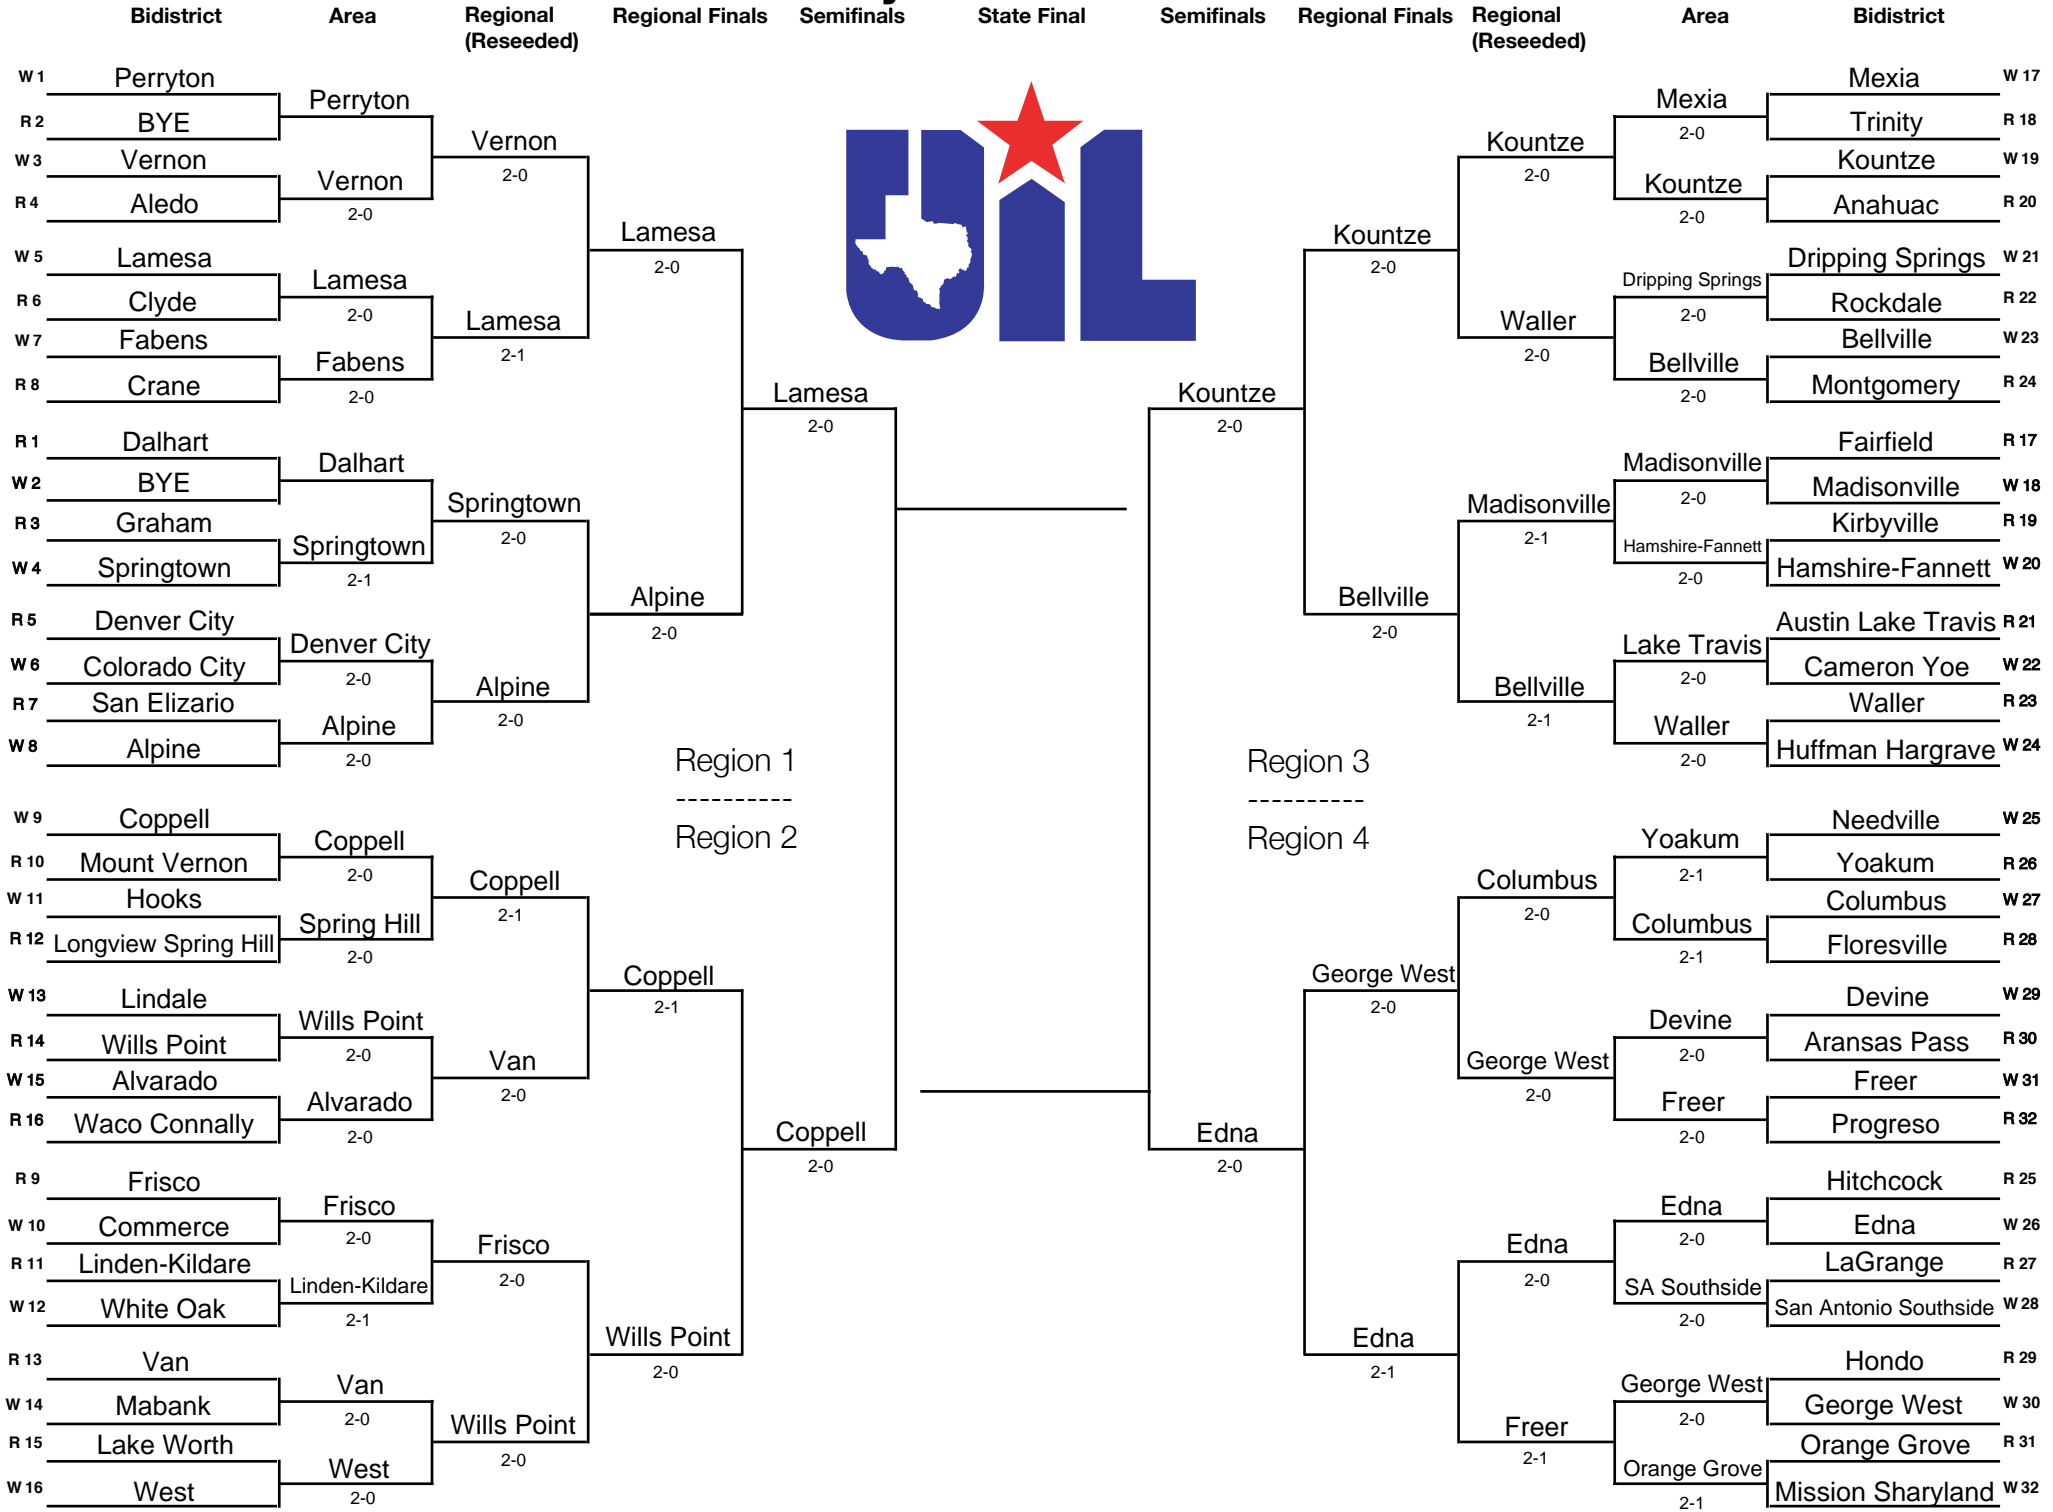 Bidistrict Area Regional (Reseeded) Regional Finals Semifinals State Final Semifinals Regional Finals Regional (Reseeded) Area Bidistrict
UIL
W 1 Perryton
R 2 BYE
W 3 Vernon
R 4 Aledo
W 5 Lamesa
R 6 Clyde
W 7 Fabens
R 8 Crane
R 1 Dalhart
W 2 BYE
R 3 Graham
W 4 Springtown
R 5 Denver City
W 6 Colorado City
R 7 San Elizario
W 8 Alpine
W 9 Coppell
R 10 Mount Vernon
W 11 Hooks
R 12 Longview Spring Hill
W 13 Lindale
R 14 Wills Point
W 15 Alvarado
R 16 Waco Connally
R 9 Frisco
W 10 Commerce
R 11 Linden-Kildare
W 12 White Oak
R 13 Van
W 14 Mabank
R 15 Lake Worth
W 16 West
Perryton
Vernon
2-0
Lamesa
2-0
Fabens
2-0
Dalhart
Springtown
2-1
Denver City
2-0
Alpine
2-0
Coppell
2-0
Spring Hill
2-0
Wills Point
2-0
Alvarado
2-0
Frisco
2-0
Linden-Kildare
2-1
Van
2-0
West
2-0
Vernon
2-0
Lamesa
2-1
Springtown
2-0
Alpine
2-0
Coppell
2-1
Van
2-0
Frisco
2-0
Wills Point
2-0
Lamesa
2-0
Alpine
2-0
Region 1
----------
Region 2
Coppell
2-1
Wills Point
2-0
Lamesa
2-0
Coppell
2-0
Kountze
2-0
Edna
2-0
Kountze
2-0
Bellville
2-0
Region 3
----------
Region 4
George West
2-0
Edna
2-1
Kountze
2-0
Waller
2-0
Madisonville
2-1
Bellville
2-1
Columbus
2-0
George West
2-0
Edna
2-0
Freer
2-1
Mexia
2-0
Kountze
2-0
Dripping Springs
2-0
Bellville
2-0
Madisonville
2-0
Hamshire-Fannett
2-0
Lake Travis
2-0
Waller
2-0
Yoakum
2-1
Columbus
2-1
Devine
2-0
Freer
2-0
Edna
2-0
SA Southside
2-0
George West
2-0
Orange Grove
2-1
Mexia W 17
Trinity R 18
Kountze W 19
Anahuac R 20
Dripping Springs W 21
Rockdale R 22
Bellville W 23
Montgomery R 24
Fairfield R 17
Madisonville W 18
Kirbyville R 19
Hamshire-Fannett W 20
Austin Lake Travis R 21
Cameron Yoe W 22
Waller R 23
Huffman Hargrave W 24
Needville W 25
Yoakum R 26
Columbus W 27
Floresville R 28
Devine W 29
Aransas Pass R 30
Freer W 31
Progreso R 32
Hitchcock R 25
Edna W 26
LaGrange R 27
San Antonio Southside W 28
Hondo R 29
George West W 30
Orange Grove R 31
Mission Sharyland W 32